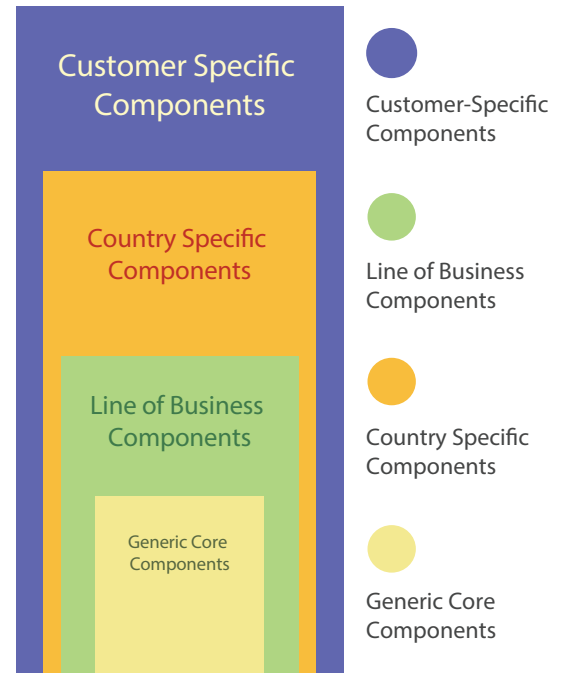 Customer Specific
Components
Country Specific
Components
Line of Business
Components
Generic Core
Components
Customer-Specific
Components
Line of Business
Components
Country Specific
Components
Generic Core
Components